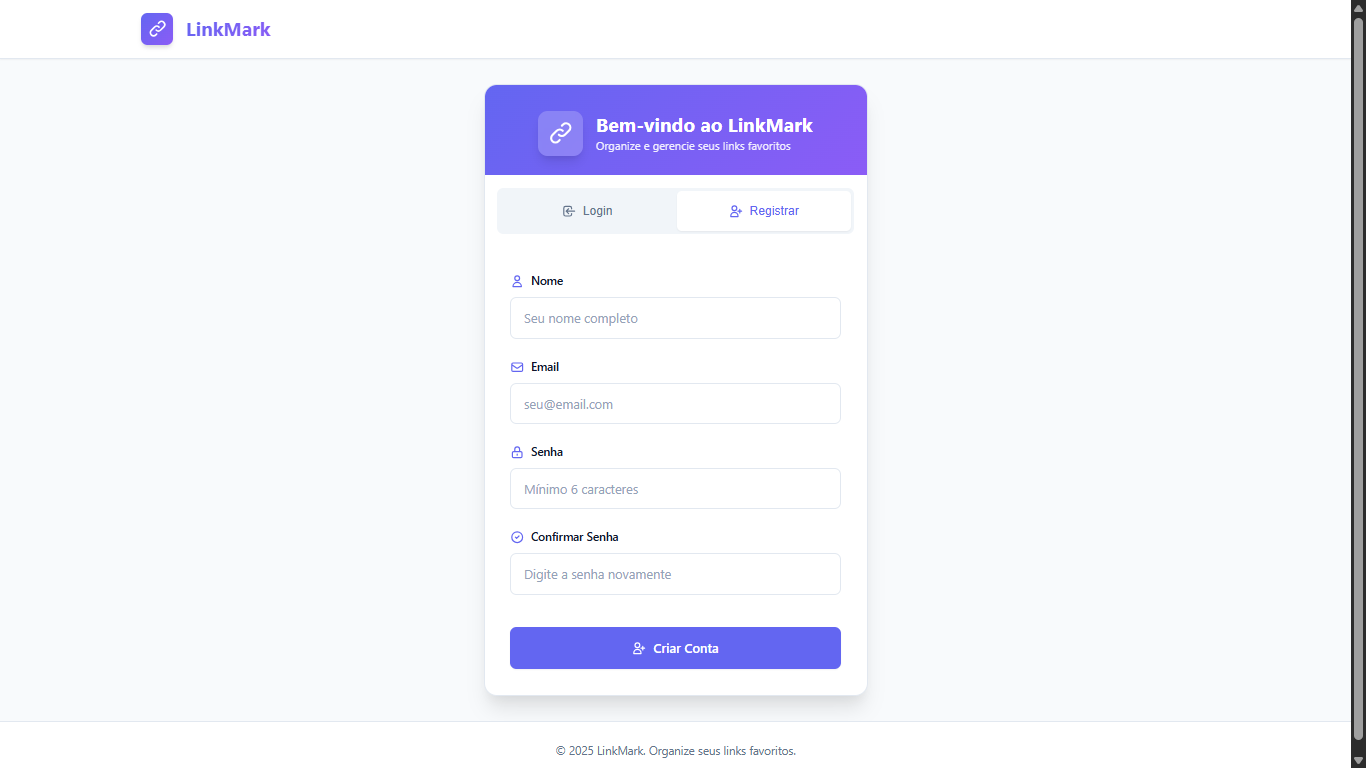 LinkMark
Bem-vindo ao LinkMark
Organize e gerencie seus links favoritos
Login
Registrar
Nome
Seu nome completo
Email
seu@email.com
Senha
Mínimo 6 caracteres
Confirmar Senha
Digite a senha novamente
Criar Conta
© 2025 LinkMark. Organize seus links favoritos.